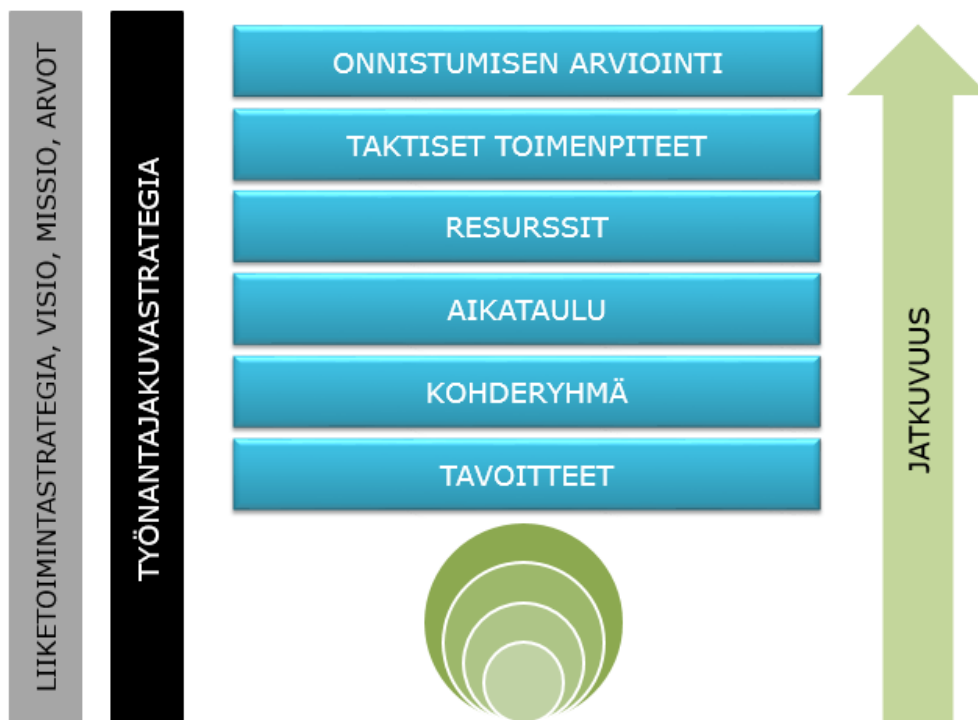 LIIKETOIMINTASTRATEGIA, VISIO, MISSIO, ARVOT
TYÖNANTAJAKUVASTRATEGIA
ONNISTUMISEN ARVIOINTI
TAKTISET TOIMENPITEET
RESURSSIT
AIKATAULU
KOHDERYHMÄ
TAVOITTEET
JATKUVUUS